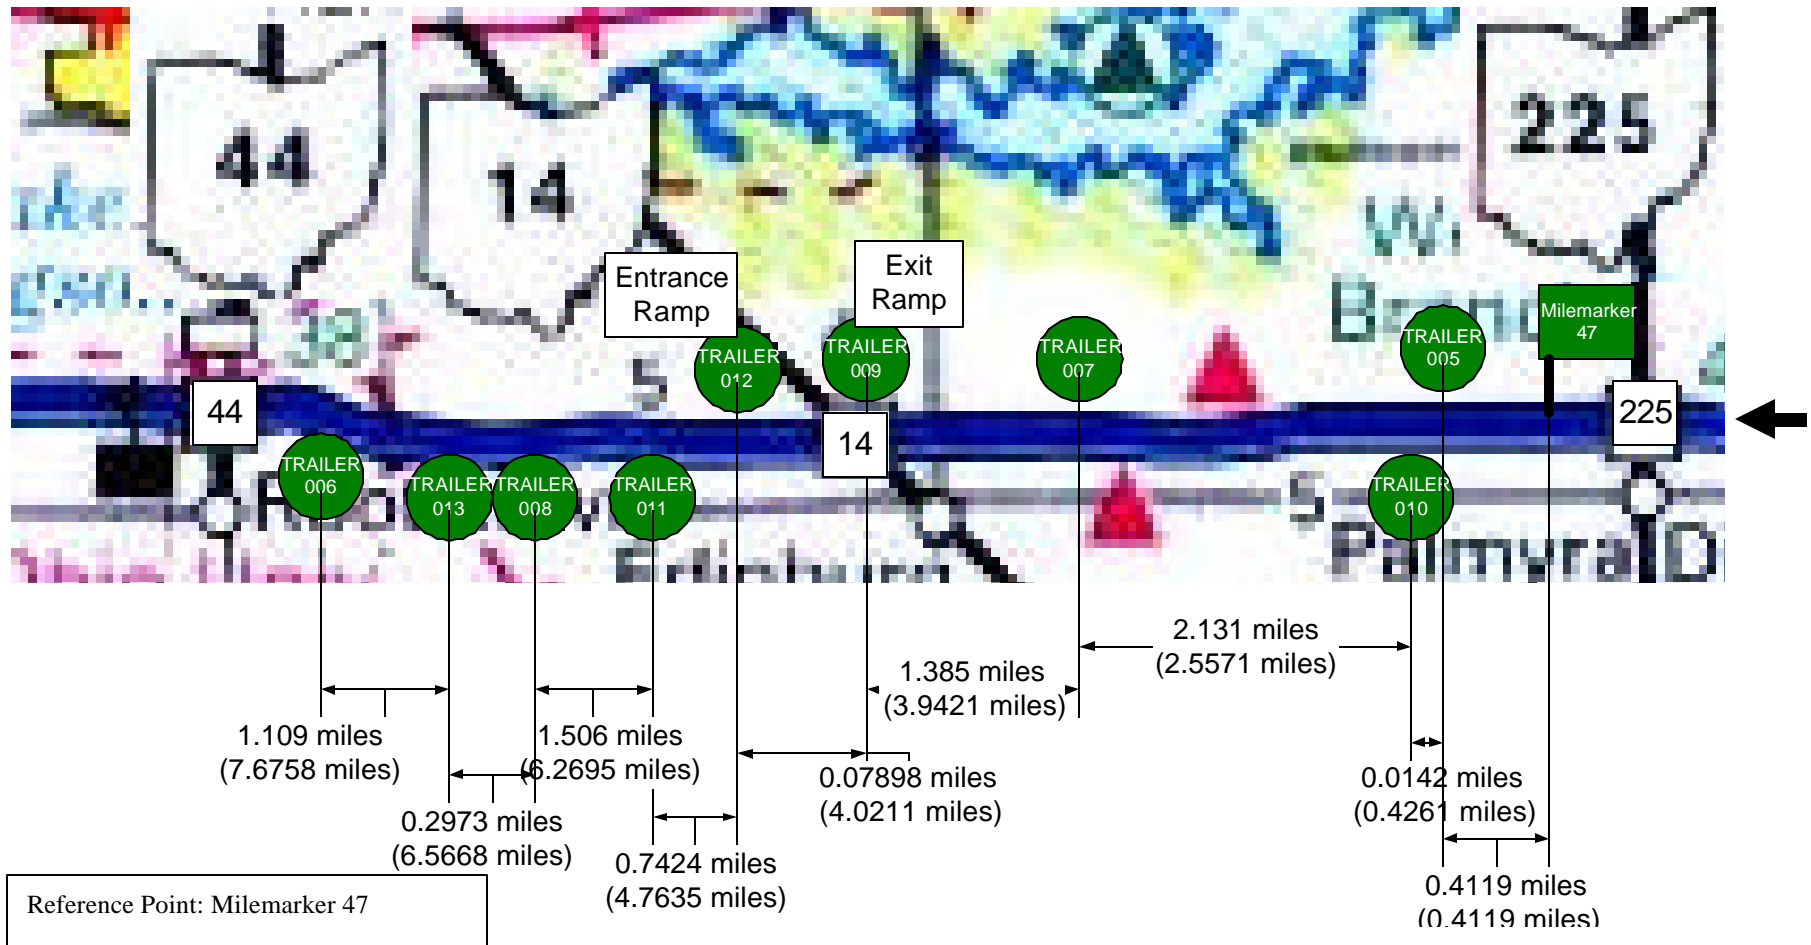 44
14
225
Entrance
Ramp
Exit
Ramp
Milemarker
47
TRAILER
012
TRAILER
009
TRAILER
007
TRAILER
005
5
44
14
225
TRAILER
006
TRAILER
013
TRAILER
008
TRAILER
011
TRAILER
010
5
Palmyra
2.131 miles
(2.5571 miles)
1.385 miles
(3.9421 miles)
1.109 miles
(7.6758 miles)
1.506 miles
(6.2695 miles)
0.07898 miles
(4.0211 miles)
0.0142 miles
(0.4261 miles)
0.2973 miles
(6.5668 miles)
0.7424 miles
(4.7635 miles)
0.4119 miles
(0.4119 miles)
Reference Point: Milemarker 47